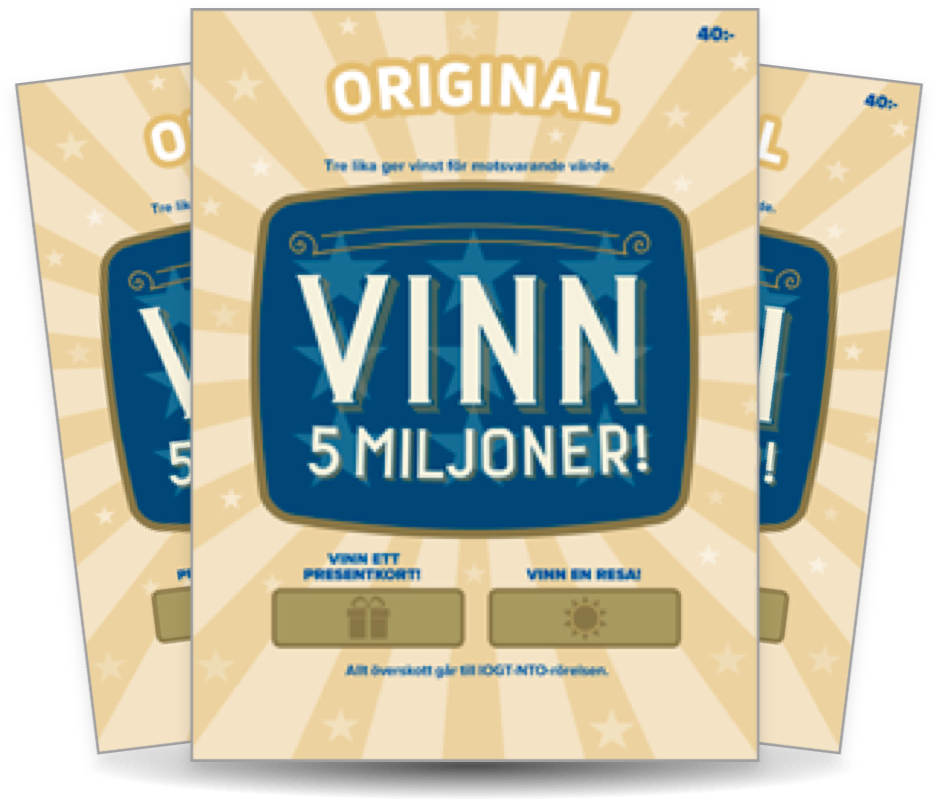 ORIGINAL
40:-
Tre lika ger vinst för motsvarande värde.
VINN
5 MILJONER!
VINN ETT
PRESENTKORT!
VINN EN RESA!
Allt överskott går till IOGT-NTO-rörelsen.
40:-